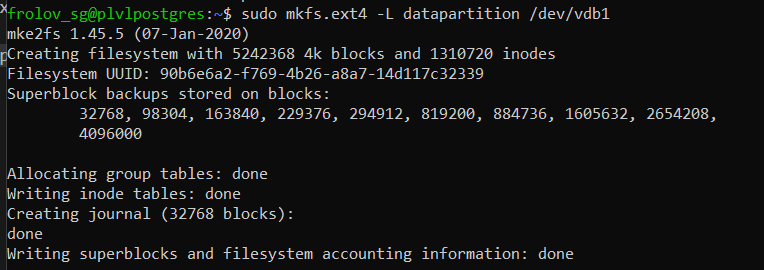 frolov_sg@plvlpostgres:~$ sudo mkfs.ext4 -L datapartition /dev/vdb1
mke2fs 1.45.5 (07-Jan-2020)
Creating filesystem with 5242368 4k blocks and 1310720 inodes
Filesystem UUID: 90b6e6a2-f769-4b26-a8a7-14d117c32339
Superblock backups stored on blocks:
        32768, 98304, 163840, 229376, 294912, 819200, 884736, 1605632, 2654208,
        4096000

Allocating group tables: done
Writing inode tables: done
Creating journal (32768 blocks):
done
Writing superblocks and filesystem accounting information: done